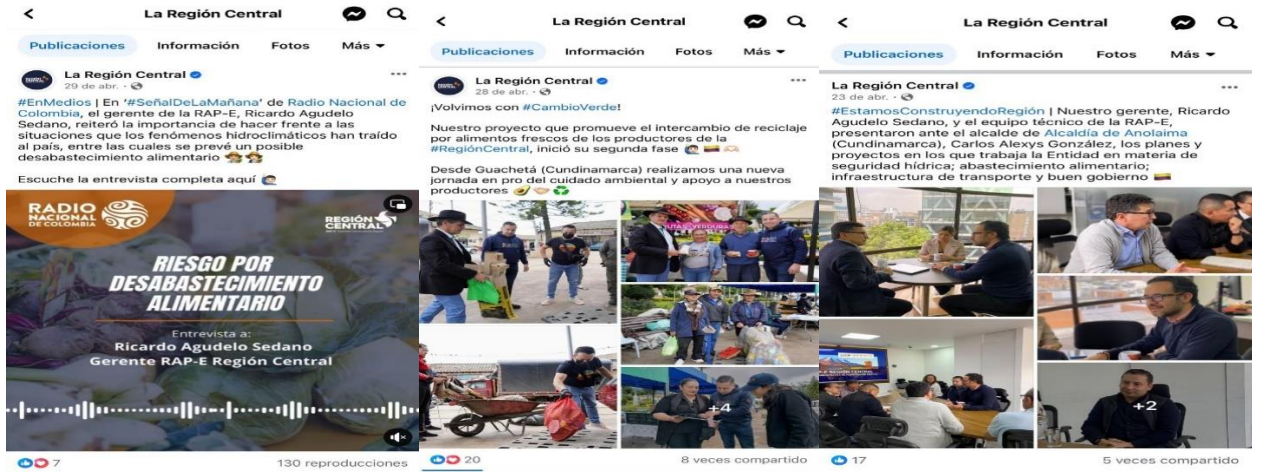 La Región Central
Publicaciones Información Fotos Más
La Región Central
29 de abr. ·
#EnMedios | En ‘#SeñalDeLaMañana’ de Radio Nacional de
Colombia, el gerente de la RAP-E, Ricardo Agudelo
Sedano, reiteró la importancia de hacer frente a las
situaciones que los fenómenos hidroclimáticos han traído
al país, entre las cuales se prevé un posible
desabastecimiento alimentario
Escuche la entrevista completa aquí
RADIO
NACIONAL
DE COLOMBIA
REGIÓN
CENTRAL
RIESGO POR
DESABASTECIMIENTO
ALIMENTARIO
Entrevista a:
Ricardo Agudelo Sedano
Gerente RAP-E Región Central
7 130 reproducciones
La Región Central
Publicaciones Información Fotos Más
La Región Central
28 de abr. ·
¡Volvimos con #CambioVerde!
Nuestro proyecto que promueve el intercambio de reciclaje
por alimentos frescos de los productores de la
#RegiónCentral, inició su segunda fase
Desde Guachetá (Cundinamarca) realizamos una nueva
jornada en pro del cuidado ambiental y apoyo a nuestros
productores
+4
20 8 veces compartido
La Región Central
Publicaciones Información Fotos Más
La Región Central
23 de abr. ·
#EstamosConstruyendoRegión | Nuestro gerente, Ricardo
Agudelo Sedano, y el equipo técnico de la RAP-E,
presentaron ante el alcalde de Alcaldía de Anolaima
(Cundinamarca), Carlos Alexys González, los planes y
proyectos en los que trabaja la Entidad en materia de
seguridad hídrica; abastecimiento alimentario;
infraestructura de transporte y buen gobierno
+2
17 5 veces compartido